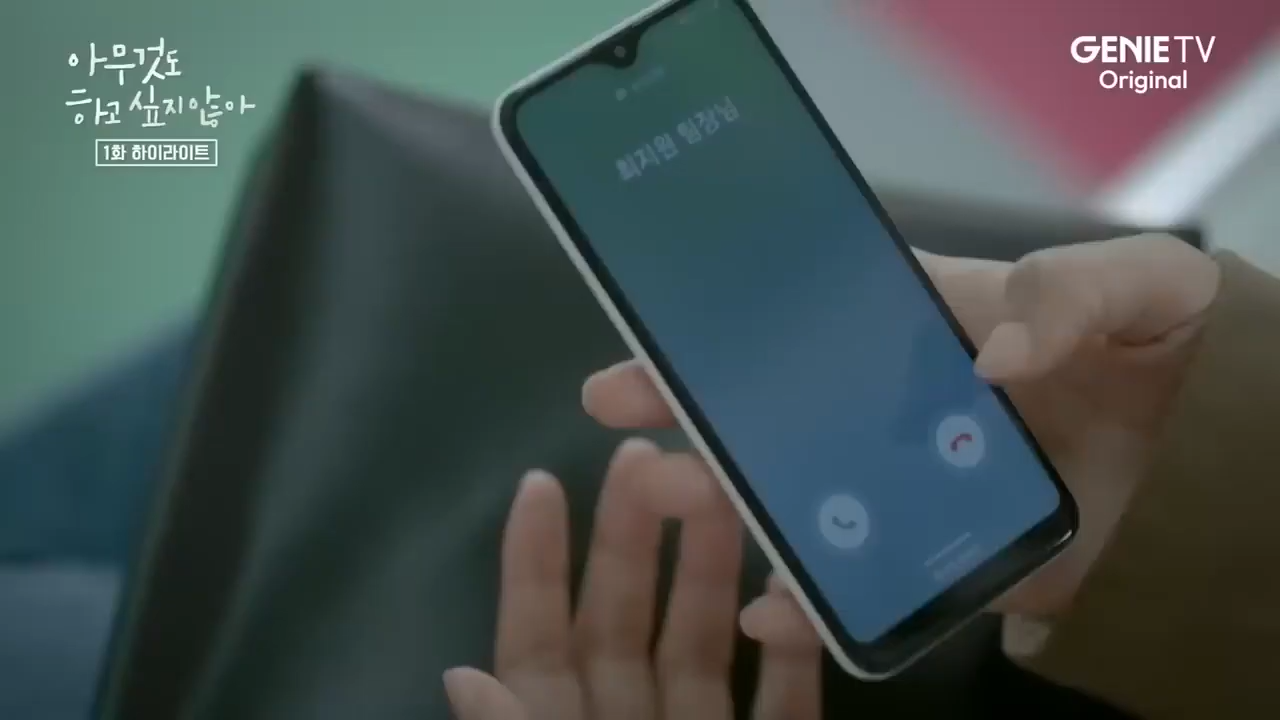 아무것도
하고 싶지 않아
1화 하이라이트
GENIE TV
Original
최지원 팀장님